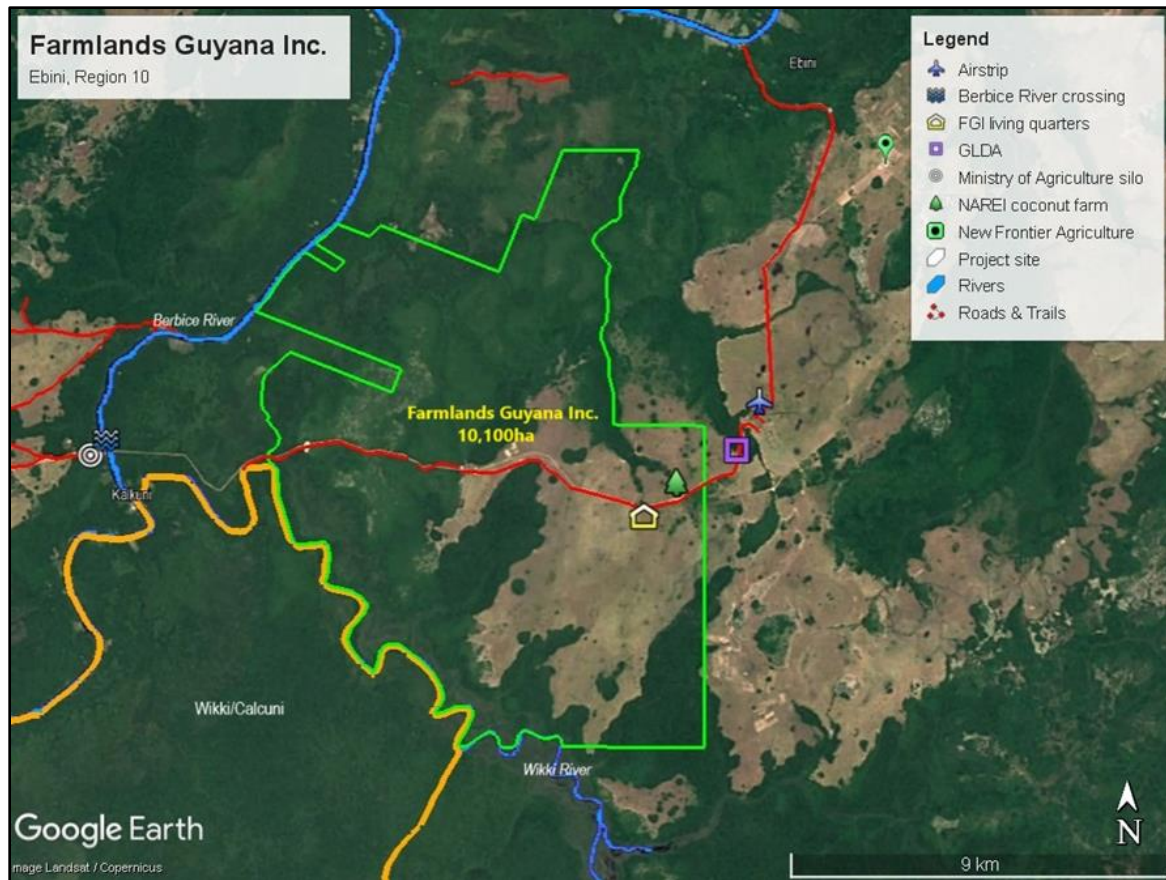 Farmlands Guyana Inc.
Ebini, Region 10
Legend
Airstrip
Berbice River crossing
FGI living quarters
GLDA
Ministry of Agriculture silo
NAREI coconut farm
New Frontier Agriculture
Project site
Rivers
Roads & Trails
Ebini
Berbice River
Farmlands Guyana Inc.
10,100ha
Kalkuni
Wikki/Calcuni
Wikki River
Google Earth
N
mage Landsat / Copernicus
9 km